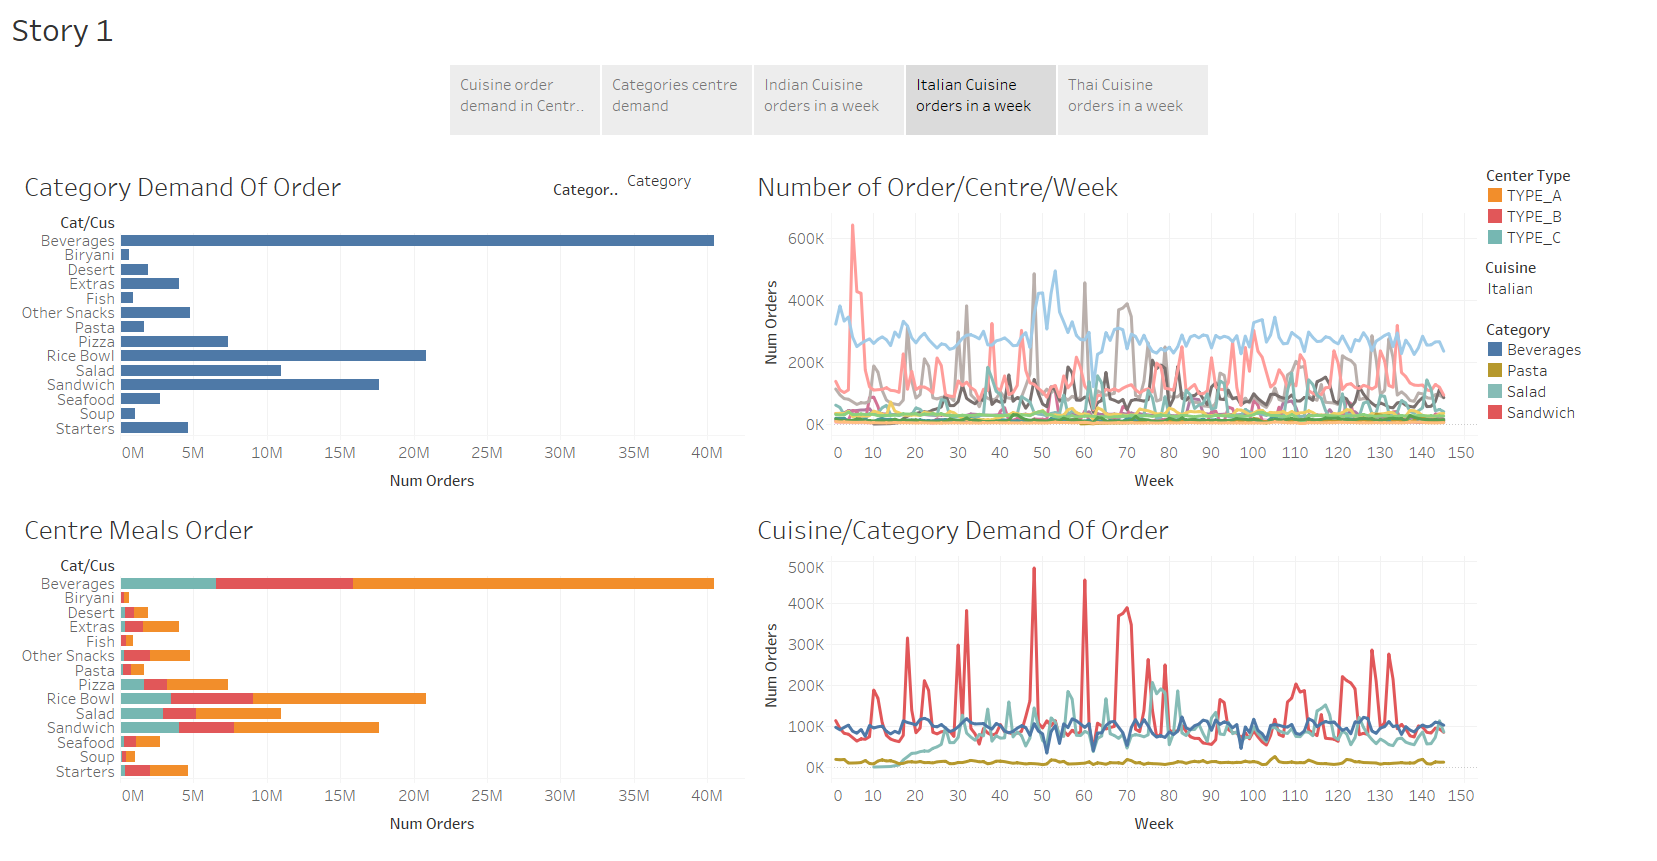 Story 1
Cuisine order
demand in Centr..
Categories centre
demand
Indian Cuisine
orders in a week
Italian Cuisine
orders in a week
Thai Cuisine
orders in a week
Category Demand Of Order
Categor..
Category
Cat/Cus
Beverages
Biryani
Desert
Extras
Fish
Other Snacks
Pasta
Pizza
Rice Bowl
Salad
Sandwich
Seafood
Soup
Starters
0M 5M 10M 15M 20M 25M 30M 35M 40M
Num Orders
Number of Order/Centre/Week
Num Orders
600K
400K
200K
0K
0 10 20 30 40 50 60 70 80 90 100 110 120 130 140 150
Week
Center Type
TYPE_A
TYPE_B
TYPE_C
Cuisine
Italian
Category
Beverages
Pasta
Salad
Sandwich
Centre Meals Order
Cat/Cus
Beverages
Biryani
Desert
Extras
Fish
Other Snacks
Pasta
Pizza
Rice Bowl
Salad
Sandwich
Seafood
Soup
Starters
0M 5M 10M 15M 20M 25M 30M 35M 40M
Num Orders
Cuisine/Category Demand Of Order
Num Orders
500K
400K
300K
200K
100K
0K
0 10 20 30 40 50 60 70 80 90 100 110 120 130 140 150
Week